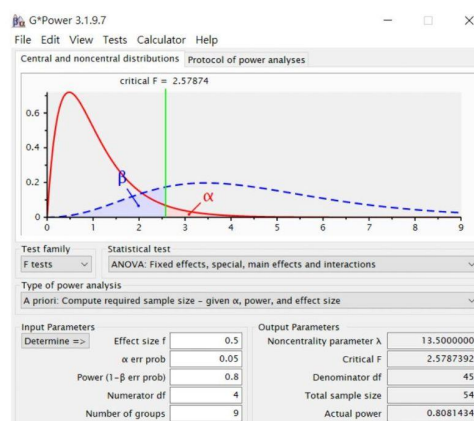 G*Power 3.1.9.7
File Edit View Tests Calculator Help
Central and noncentral distributions Protocol of power analyses
critical F = 2.57874
0.6
0.4
0.2
0
β
α
0 1 2 3 4 5 6 7 8 9
Test family Statistical test
F tests ANOVA: Fixed effects, special, main effects and interactions
Type of power analysis
A priori: Compute required sample size – given α, power, and effect size
Input Parameters Output Parameters
Determine => Effect size f 0.5 Noncentrality parameter λ 13.5000000
α err prob 0.05 Critical F 2.5787392
Power (1-β err prob) 0.8 Denominator df 45
Numerator df 4 Total sample size 54
Number of groups 9 Actual power 0.8081434